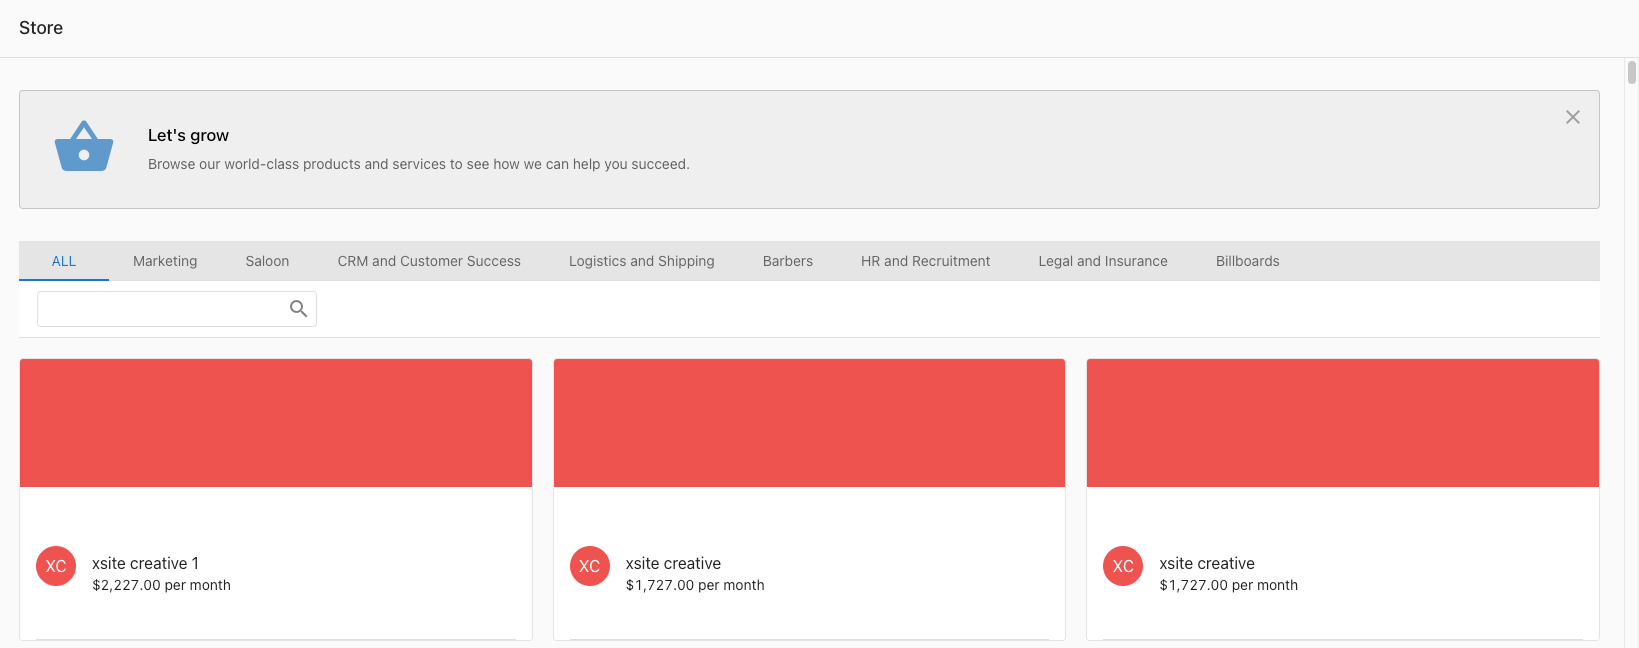 Store
Let's grow
Browse our world-class products and services to see how we can help you succeed.
ALL Marketing Saloon CRM and Customer Success Logistics and Shipping Barbers HR and Recruitment Legal and Insurance Billboards
XC
xsite creative 1
$2,227.00 per month
XC
xsite creative
$1,727.00 per month
XC
xsite creative
$1,727.00 per month